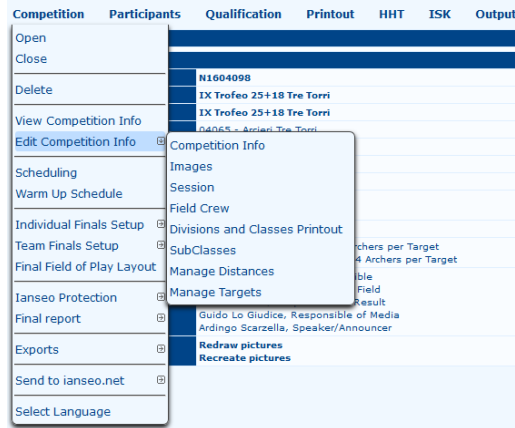 Competition Participants Qualification Printout HHT ISK Output
Open
Close
Delete
View Competition Info
Edit Competition Info
Scheduling
Warm Up Schedule
Individual Finals Setup
Team Finals Setup
Final Field of Play Layout
Ianseo Protection
Final report
Exports
Send to ianseo.net
Select Language
Competition Info
Images
Session
Field Crew
Divisions and Classes Printout
SubClasses
Manage Distances
Manage Targets
N1604098
IX Trofeo 25+18 Tre Torri
IX Trofeo 25+18 Tre Torri
04065 - Arcieri Tre Torri
rchers per Target
4 Archers per Target
ible
Field
Result
Guido Lo Giudice, Responsible of Media
Ardingo Scarzella, Speaker/Announcer
Redraw pictures
Recreate pictures